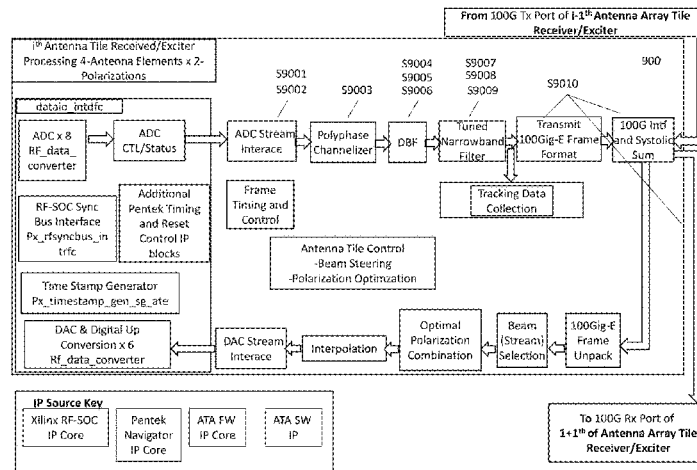 From 100G Tx Port of i-1th Antenna Array Tile
Receiver/Exciter
ith Antenna Tile Received/Exciter
Processing 4-Antenna Elements x 2-
Polarizations
S9001
S9002
S9003
S9004
S9005
S9006
S9007
S9008
S9009
S9010
900
dataio_intdfc
ADC x 8
RF_data_
converter
ADC
CTL/Status
ADC Stream
Interace
Polyphase
Channelizer
DBF
Tuned
Narrowband
Filter
Transmit
100Gig-E Frame
Format
100G Intf
and Systolic
Sum
Tracking Data
Collection
RF-SOC Sync
Bus Interface
Px_rfsyncbus_in
trfc
Additional
Pentek Timing
and Reset
Control IP
blocks
Frame
Timing and
Control
Antenna Tile Control
-Beam Steering
-Polarization Optimzation
Time Stamp Generator
Px_timestamp_gen_sg_ate
DAC & Digital Up
Conversion x 6
Rf_data_converter
DAC Stream
Interace
Interpolation
Optimal
Polarization
Combination
Beam
(Stream)
Selection
100Gig-E
Frame
Unpack
IP Source Key
Xilinx RF-SOC
IP Core
Pentek
Navigator
IP Core
ATA FW
IP Core
ATA SW
IP
To 100G Rx Port of
1+1th of Antenna Array Tile
Receiver/Exciter